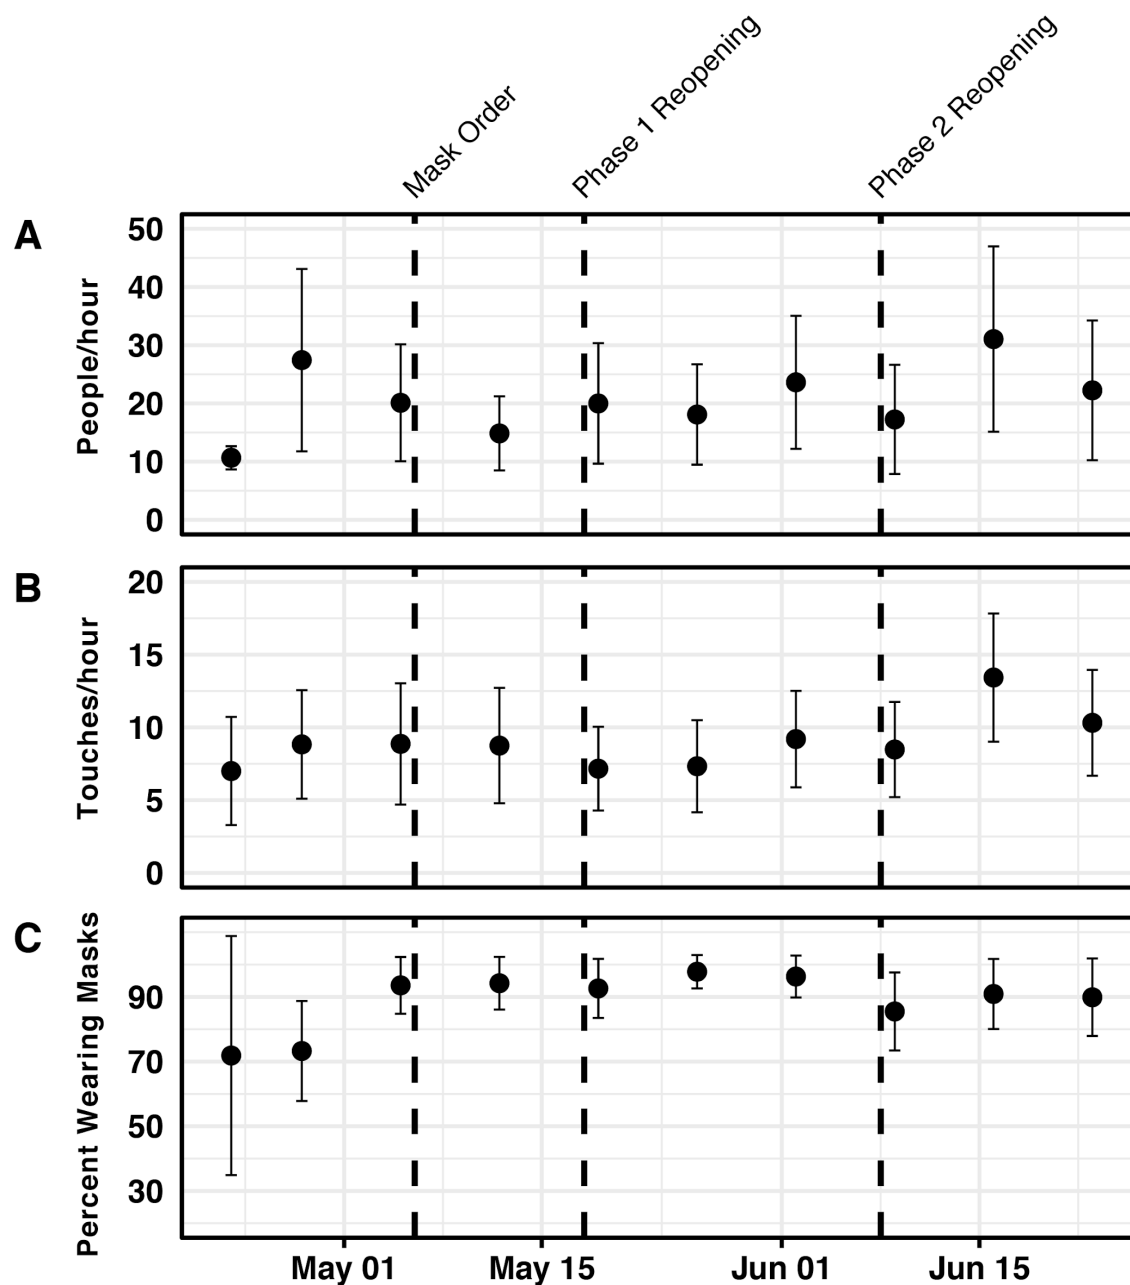 Mask Order
Phase 1 Reopening
Phase 2 Reopening
A
People/hour
50
40
30
20
10
0
B
Touches/hour
20
15
10
5
0
C
Percent Wearing Masks
90
70
50
30
May 01
May 15
Jun 01
Jun 15